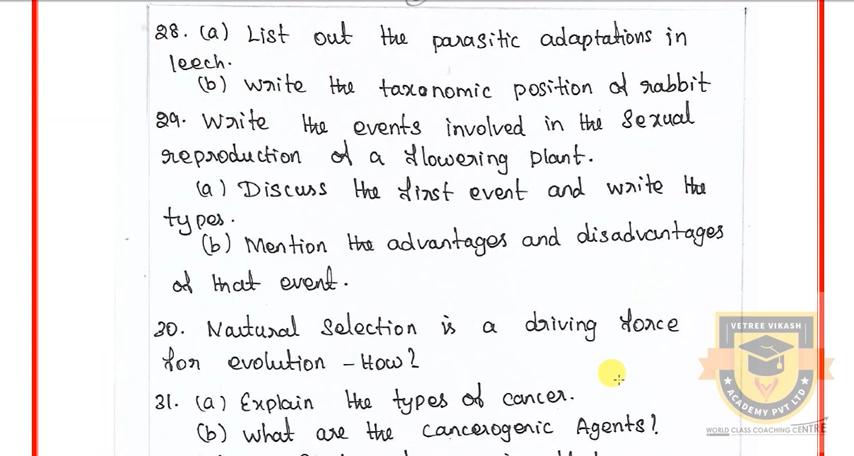 28. (a) List out the parasitic adaptations in
leech.
(b) write the taxonomic position of rabbit
29. Write the events involved in the sexual
reproduction of a flowering plant.
(a) Discuss the first event and write the
types.
(b) Mention the advantages and disadvantages
of that event.
30. Nautural selection is a driving force
for evolution - How?
31. (a) Explain the types of cancer.
(b) what are the cancerogenic Agents?
VETREE VIKASH
ACADEMY PVT LTD
WORLD CLASS COACHING CENTRE